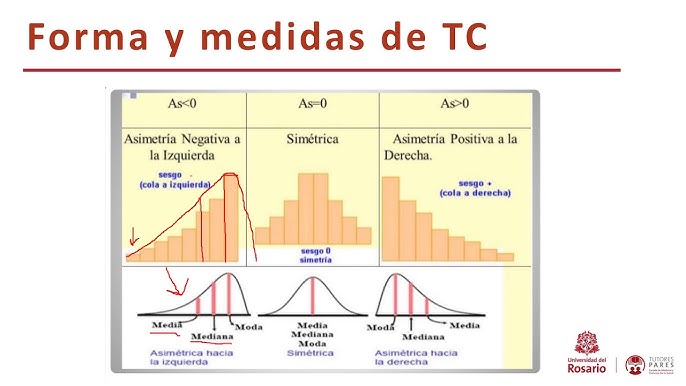 Forma y medidas de TC
As<0
As=0
As>0
Asimetría Negativa a
la Izquierda
Simétrica
Asimetría Positiva a la
Derecha.
sesgo -
(cola a izquierda)
sesgo 0
simetría
sesgo +
(cola a derecha)
Media
Mediana
Moda
Asimétrica hacia
la izquierda
Media
Mediana
Moda
Simétrica
Moda
Mediana
Media
Asimétrica hacia
la derecha
Universidad del
Rosario
TUTORES
PARES